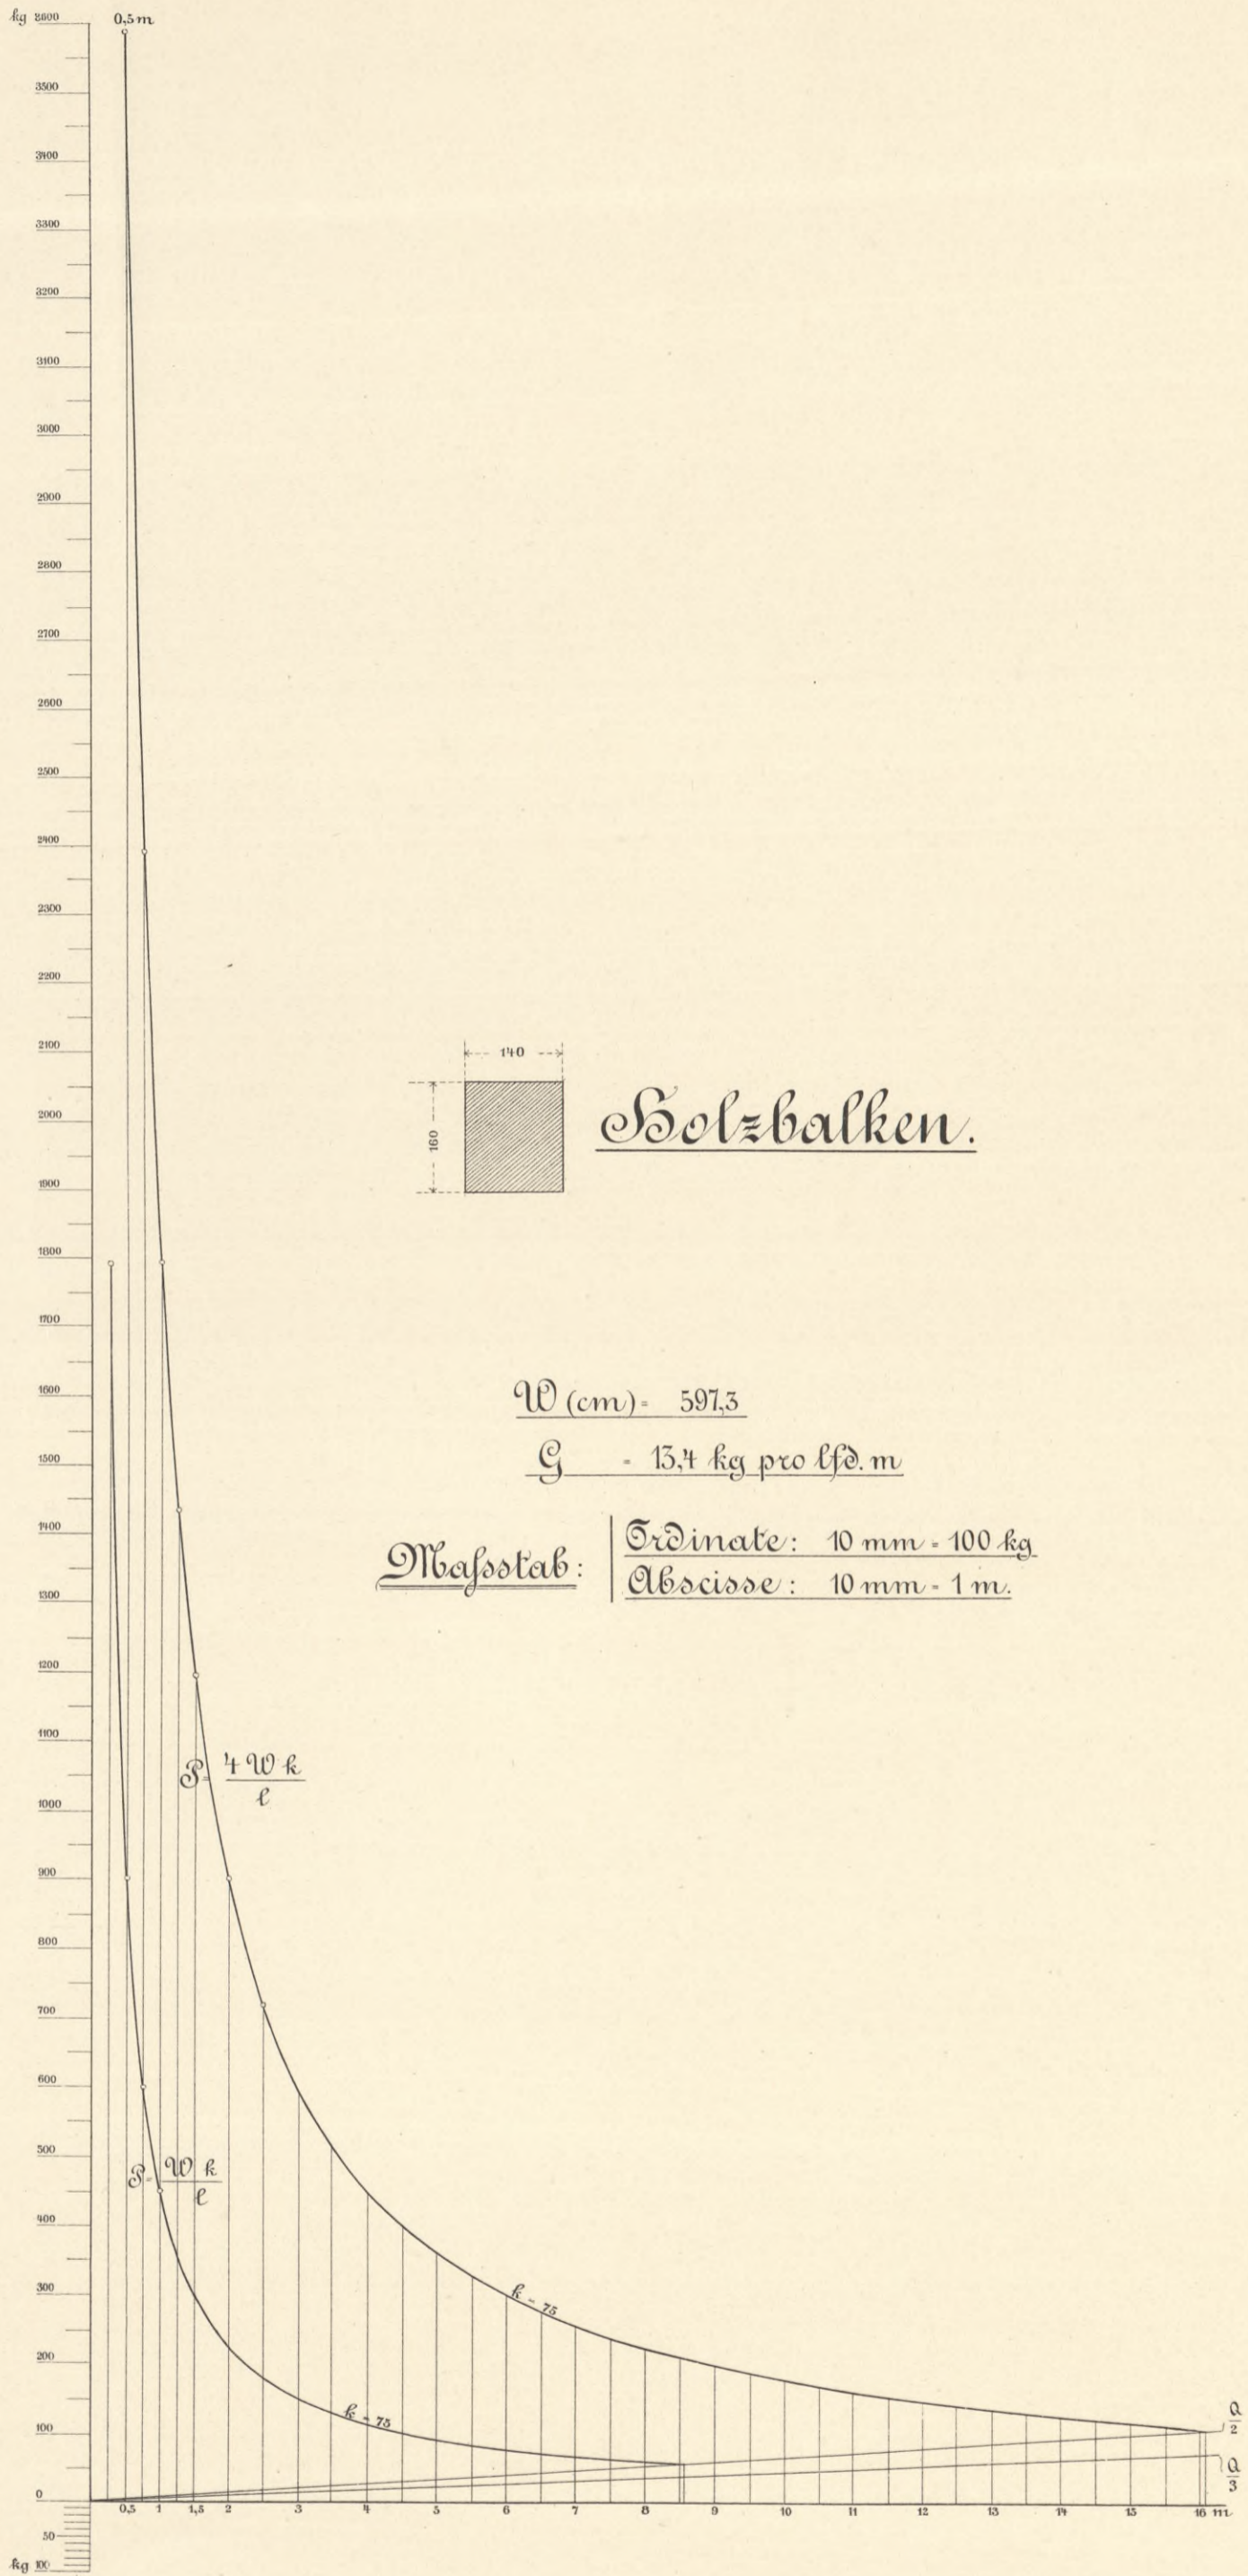 kg 3600
0,5 m
3500
3400
3300
3200
3100
3000
2900
2800
2700
2600
2500
2400
2300
2200
2100
2000
1900
1800
1700
1600
1500
1400
1300
1200
1100
1000
900
800
700
600
500
400
300
200
100
0
50
kg 100
140
160
Holzbalken.
W (cm) = 597,3
G = 13,4 kg pro lfd. m
Maſsstab:
Ordinate: 10 mm = 100 kg
Abscisse: 10 mm = 1 m.
P = 4 W k / l
P = W k / l
k = 75
k = 75
Q/2
Q/3
0,5 1 1,5 2 3 4 5 6 7 8 9 10 11 12 13 14 15 16 m